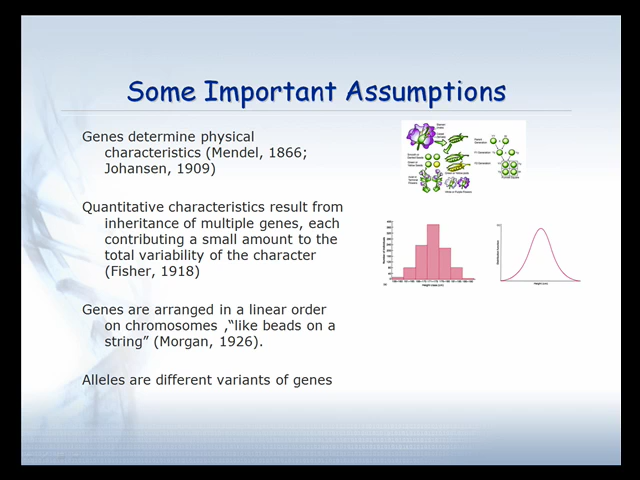 Some Important Assumptions
Genes determine physical
characteristics (Mendel, 1866;
Johansen, 1909)
Quantitative characteristics result from
inheritance of multiple genes, each
contributing a small amount to the
total variability of the character
(Fisher, 1918)
Genes are arranged in a linear order
on chromosomes ,“like beads on a
string” (Morgan, 1926).
Alleles are different variants of genes